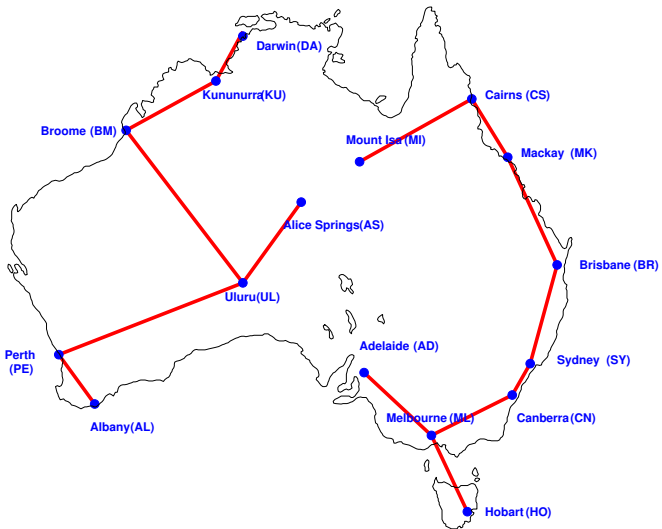 Darwin(DA)
Kununurra(KU)
Cairns (CS)
Broome (BM)
Mount Isa(MI)
Mackay (MK)
Alice Springs(AS)
Brisbane (BR)
Uluru(UL)
Adelaide (AD)
Perth
(PE)
Sydney (SY)
Melbourne (ML)
Canberra(CN)
Albany(AL)
Hobart(HO)